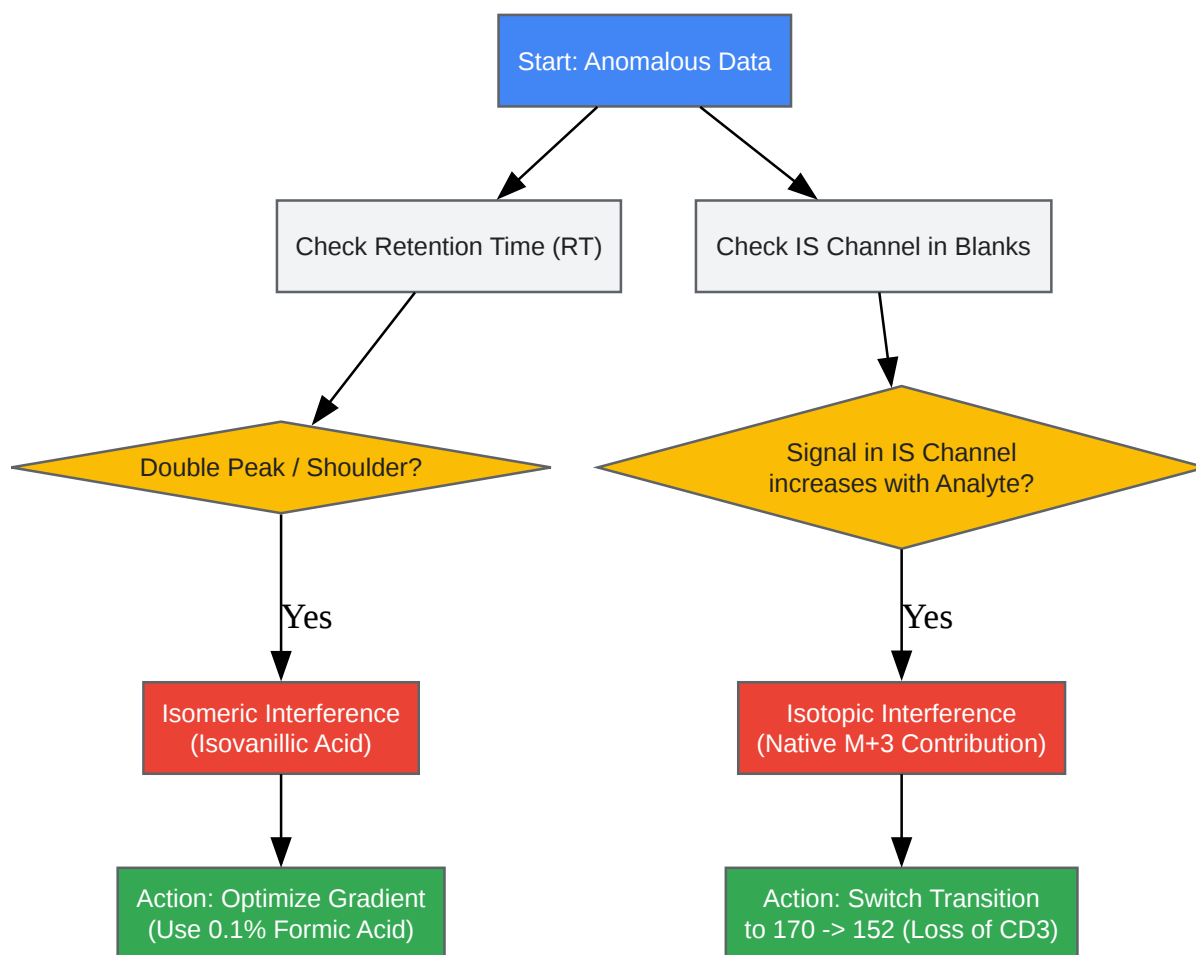 Start: Anomalous Data
Check Retention Time (RT)
Check IS Channel in Blanks
Double Peak / Shoulder?
Signal in IS Channel
increases with Analyte?
Yes
Yes
Isomeric Interference
(Isovanillic Acid)
Isotopic Interference
(Native M+3 Contribution)
Action: Optimize Gradient
(Use 0.1% Formic Acid)
Action: Switch Transition
to 170 -> 152 (Loss of CD3)